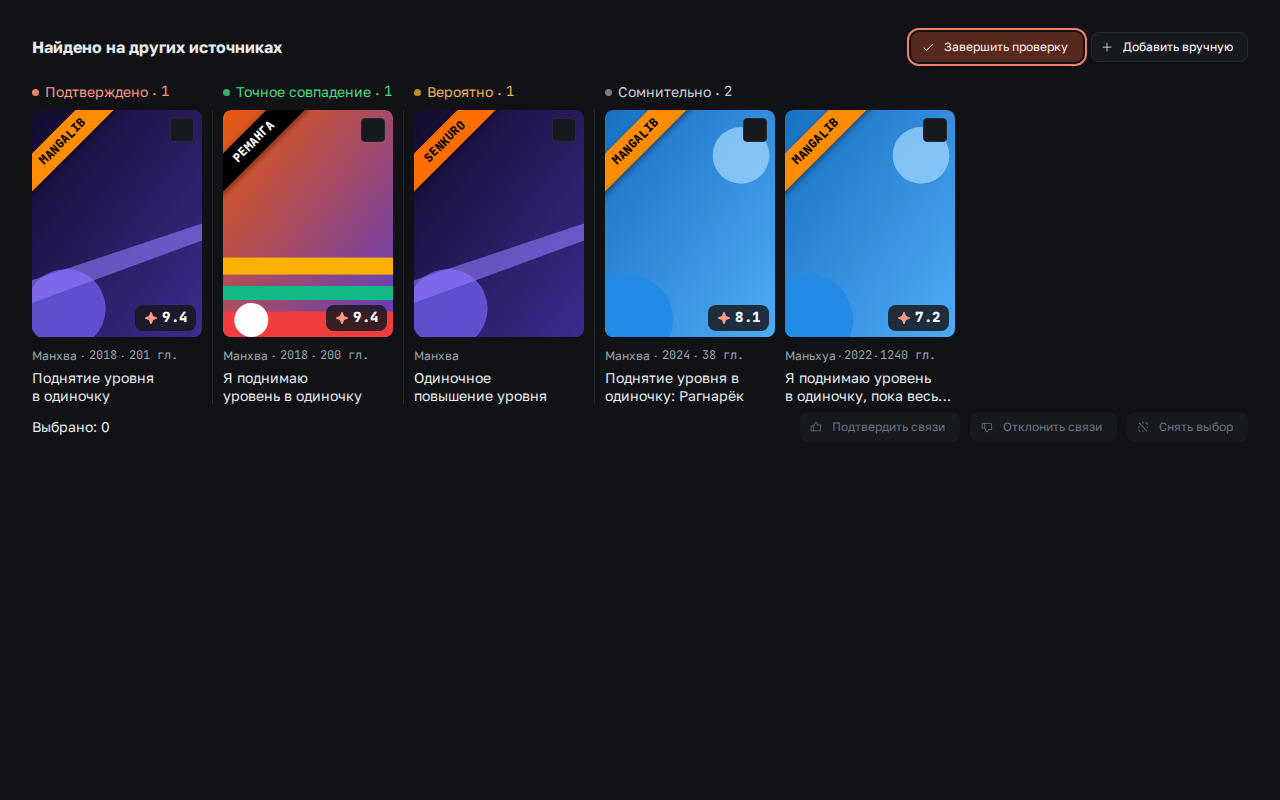 Найдено на других источниках
Завершить проверку
Добавить вручную
Подтверждено · 1
Точное совпадение · 1
Вероятно · 1
Сомнительно · 2
MANGALIB
РЕМАНГА
SENKURO
MANGALIB
MANGALIB
9.4
9.4
8.1
7.2
Манхва · 2018 · 201 гл.
Поднятие уровня
в одиночку
Манхва · 2018 · 200 гл.
Я поднимаю
уровень в одиночку
Манхва
Одиночное
повышение уровня
Манхва · 2024 · 38 гл.
Поднятие уровня в
одиночку: Рагнарёк
Маньхуа · 2022 · 1240 гл.
Я поднимаю уровень
в одиночку, пока весь...
Выбрано: 0
Подтвердить связи
Отклонить связи
Снять выбор